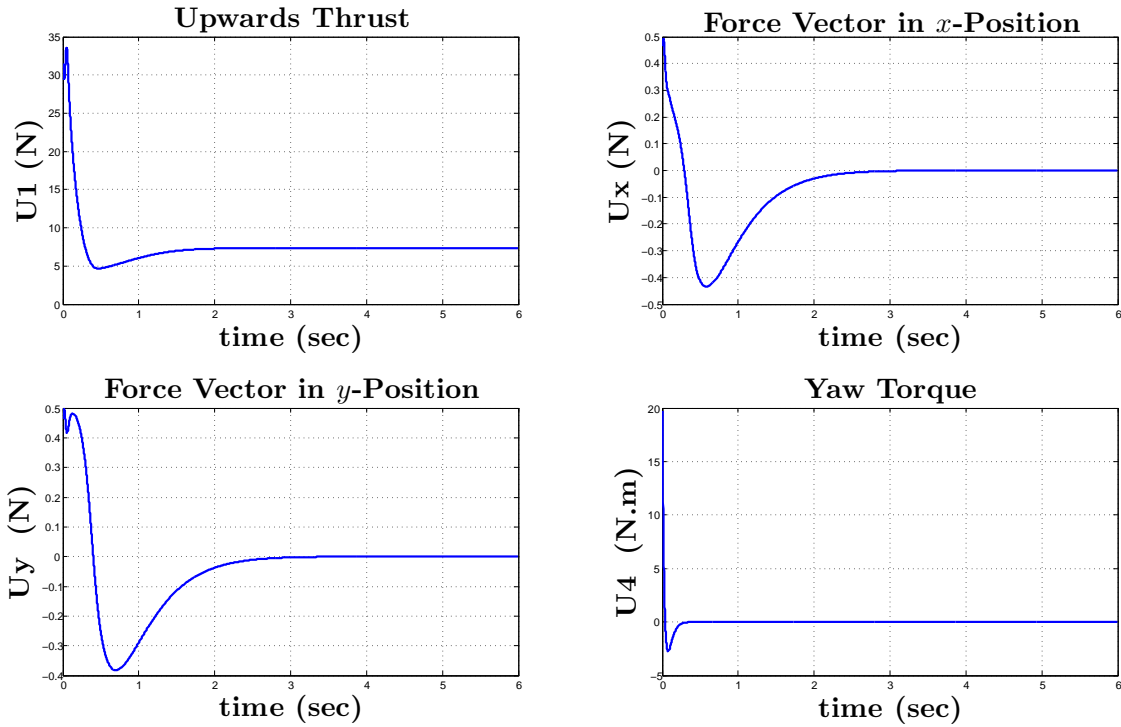 Upwards Thrust
35
30
25
20
15
10
5
0
U1 (N)
0 1 2 3 4 5 6
time (sec)
Force Vector in x-Position
0.5
0.4
0.3
0.2
0.1
0
−0.1
−0.2
−0.3
−0.4
−0.5
Ux (N)
0 1 2 3 4 5 6
time (sec)
Force Vector in y-Position
0.5
0.4
0.3
0.2
0.1
0
−0.1
−0.2
−0.3
−0.4
Uy (N)
0 1 2 3 4 5 6
time (sec)
Yaw Torque
20
15
10
5
0
−5
U4 (N.m)
0 1 2 3 4 5 6
time (sec)